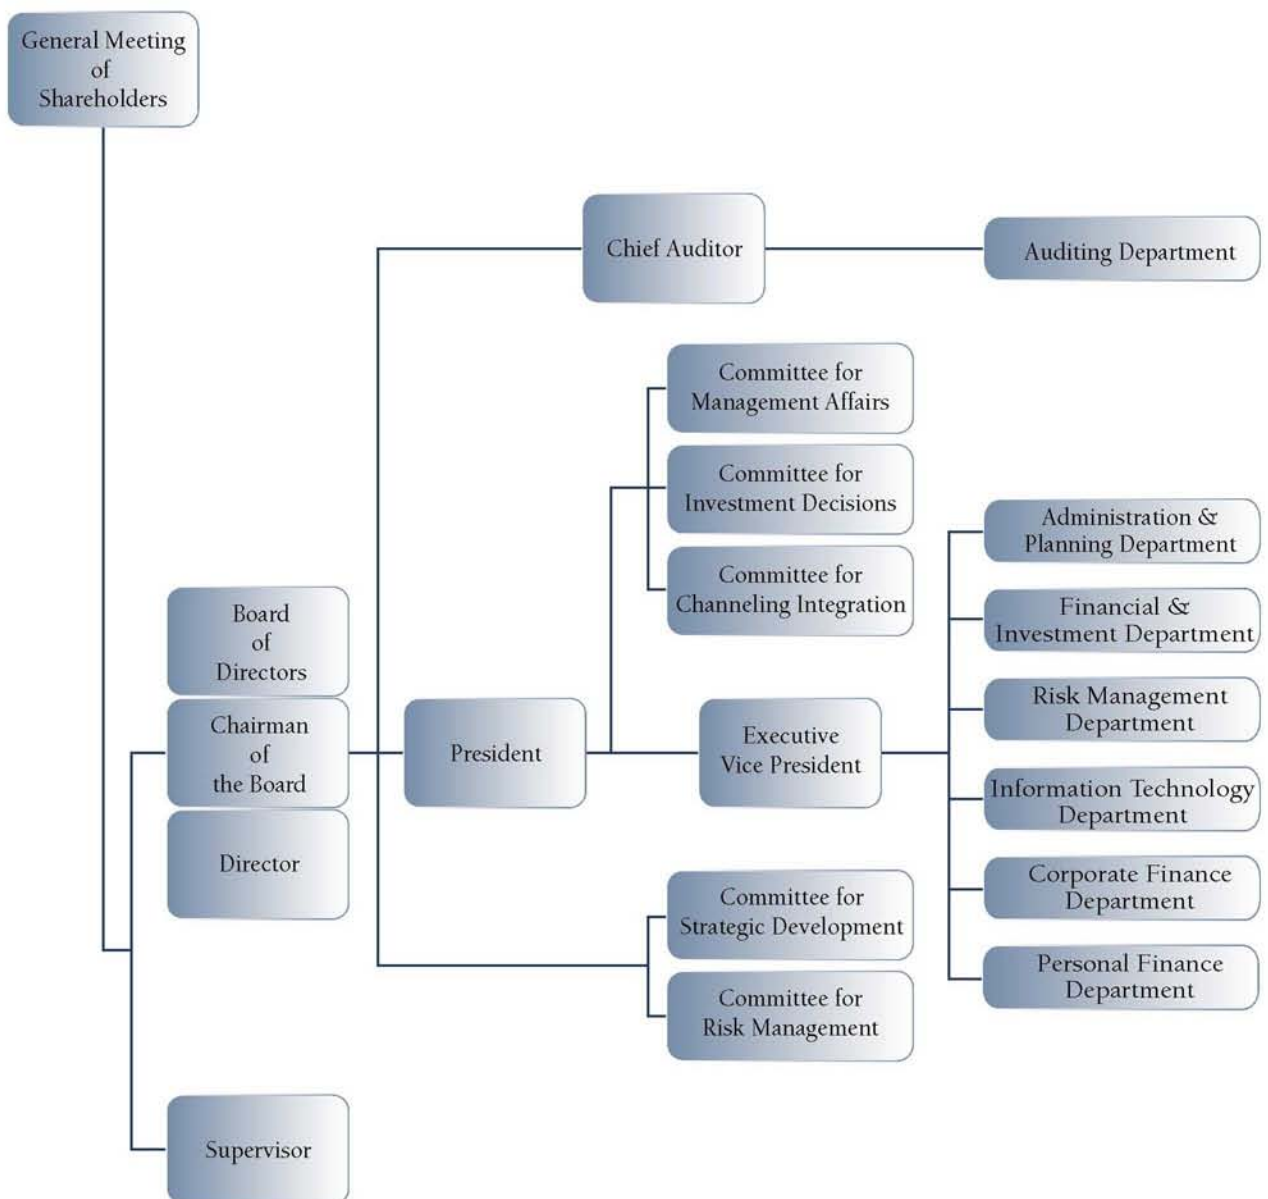 General Meeting
of
Shareholders
Chief Auditor
Auditing Department
Committee for
Management Affairs
Committee for
Investment Decisions
Committee for
Channeling Integration
Administration &
Planning Department
Financial &
Investment Department
Risk Management
Department
Information Technology
Department
Corporate Finance
Department
Personal Finance
Department
Board
of
Directors
Chairman
of
the Board
Director
President
Executive
Vice President
Committee for
Strategic Development
Committee for
Risk Management
Supervisor